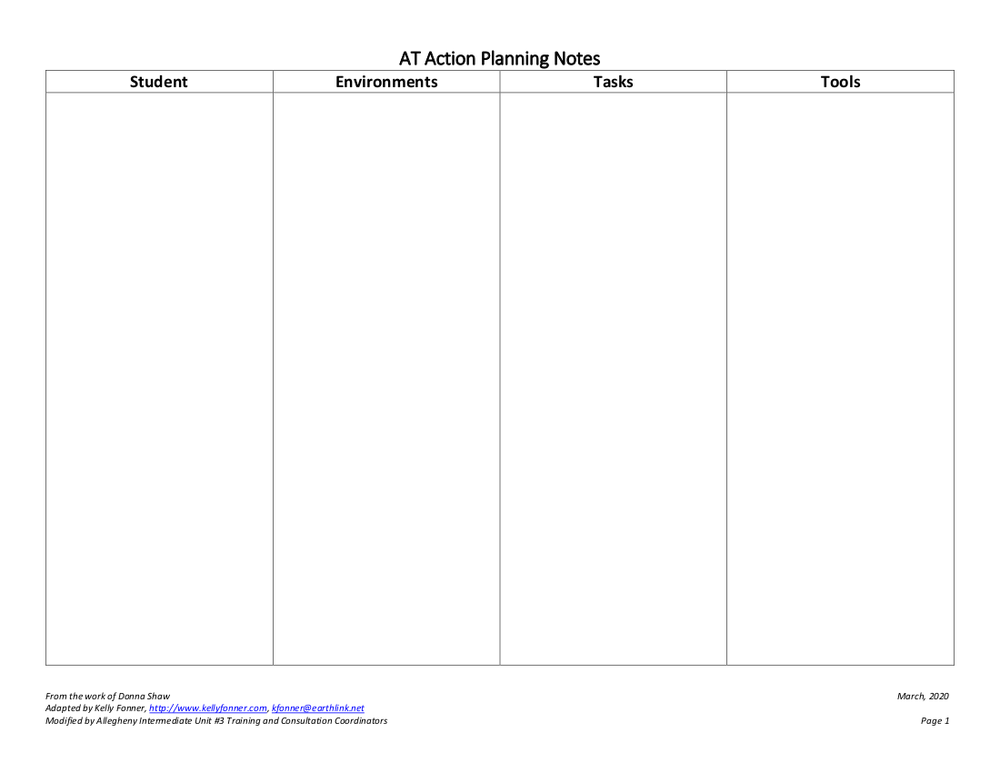 AT Action Planning Notes
Student Environments Tasks Tools
From the work of Donna Shaw March, 2020
Adapted by Kelly Fonner, http://www.kellyfonner.com, kfonner@earthlink.net
Modified by Allegheny Intermediate Unit #3 Training and Consultation Coordinators Page 1